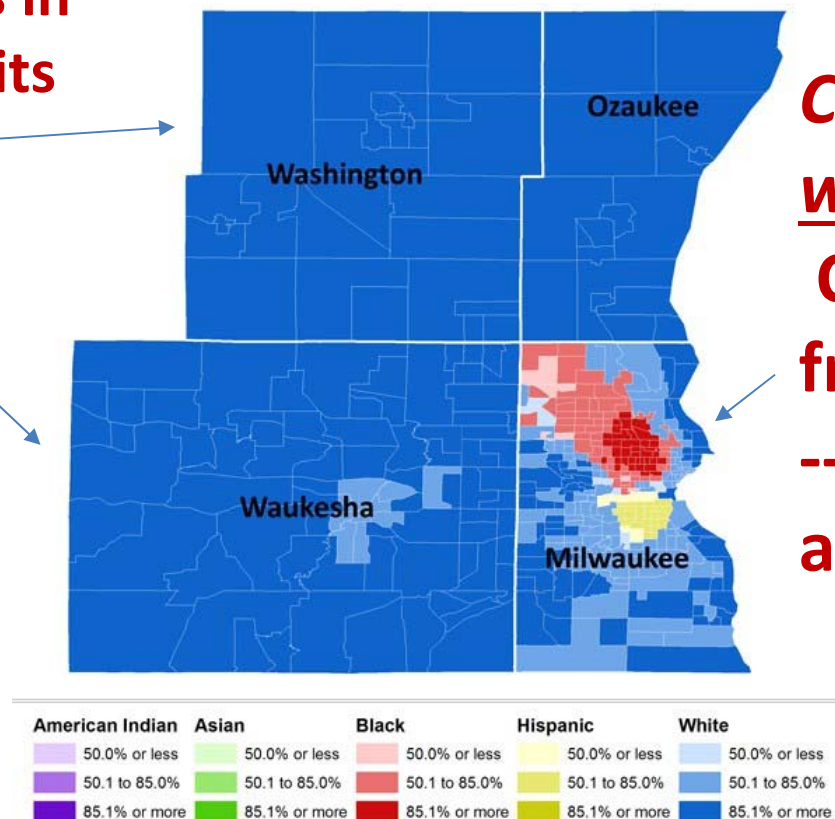 s in
its
C
w
C
fr
--
a
Ozaukee
Washington
Waukesha
Milwaukee
American Indian Asian Black Hispanic White
50.0% or less 50.0% or less 50.0% or less 50.0% or less 50.0% or less
50.1 to 85.0% 50.1 to 85.0% 50.1 to 85.0% 50.1 to 85.0% 50.1 to 85.0%
85.1% or more 85.1% or more 85.1% or more 85.1% or more 85.1% or more